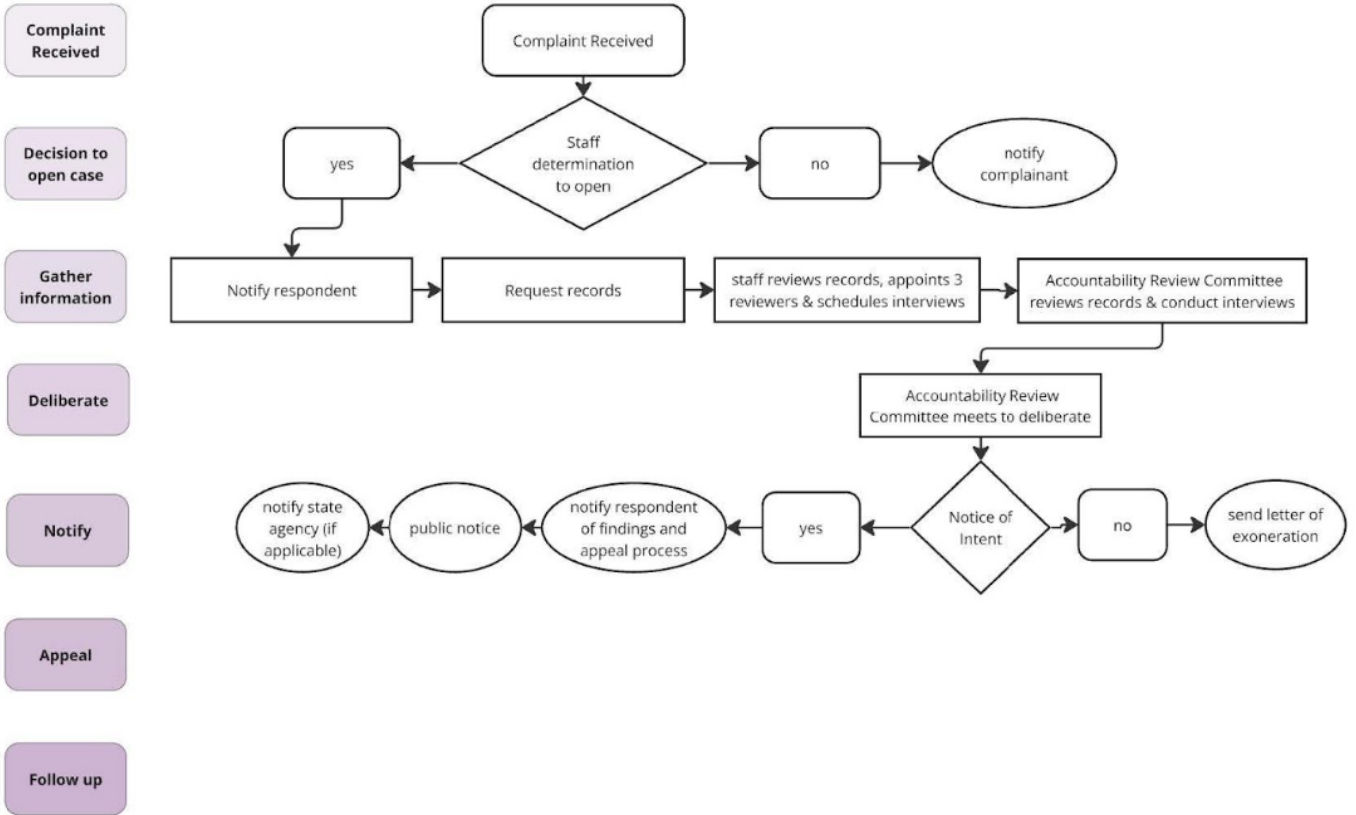 Complaint
Received
Complaint Received
Decision to
open case
yes
Staff
determination
to open
no
notify
complainant
Gather
information
Notify respondent
Request records
staff reviews records, appoints 3
reviewers & schedules interviews
Accountability Review Committee
reviews records & conduct interviews
Deliberate
Accountability Review
Committee meets to deliberate
Notify
notify state
agency (if
applicable)
public notice
notify respondent
of findings and
appeal process
yes
Notice of
Intent
no
send letter of
exoneration
Appeal
Follow up